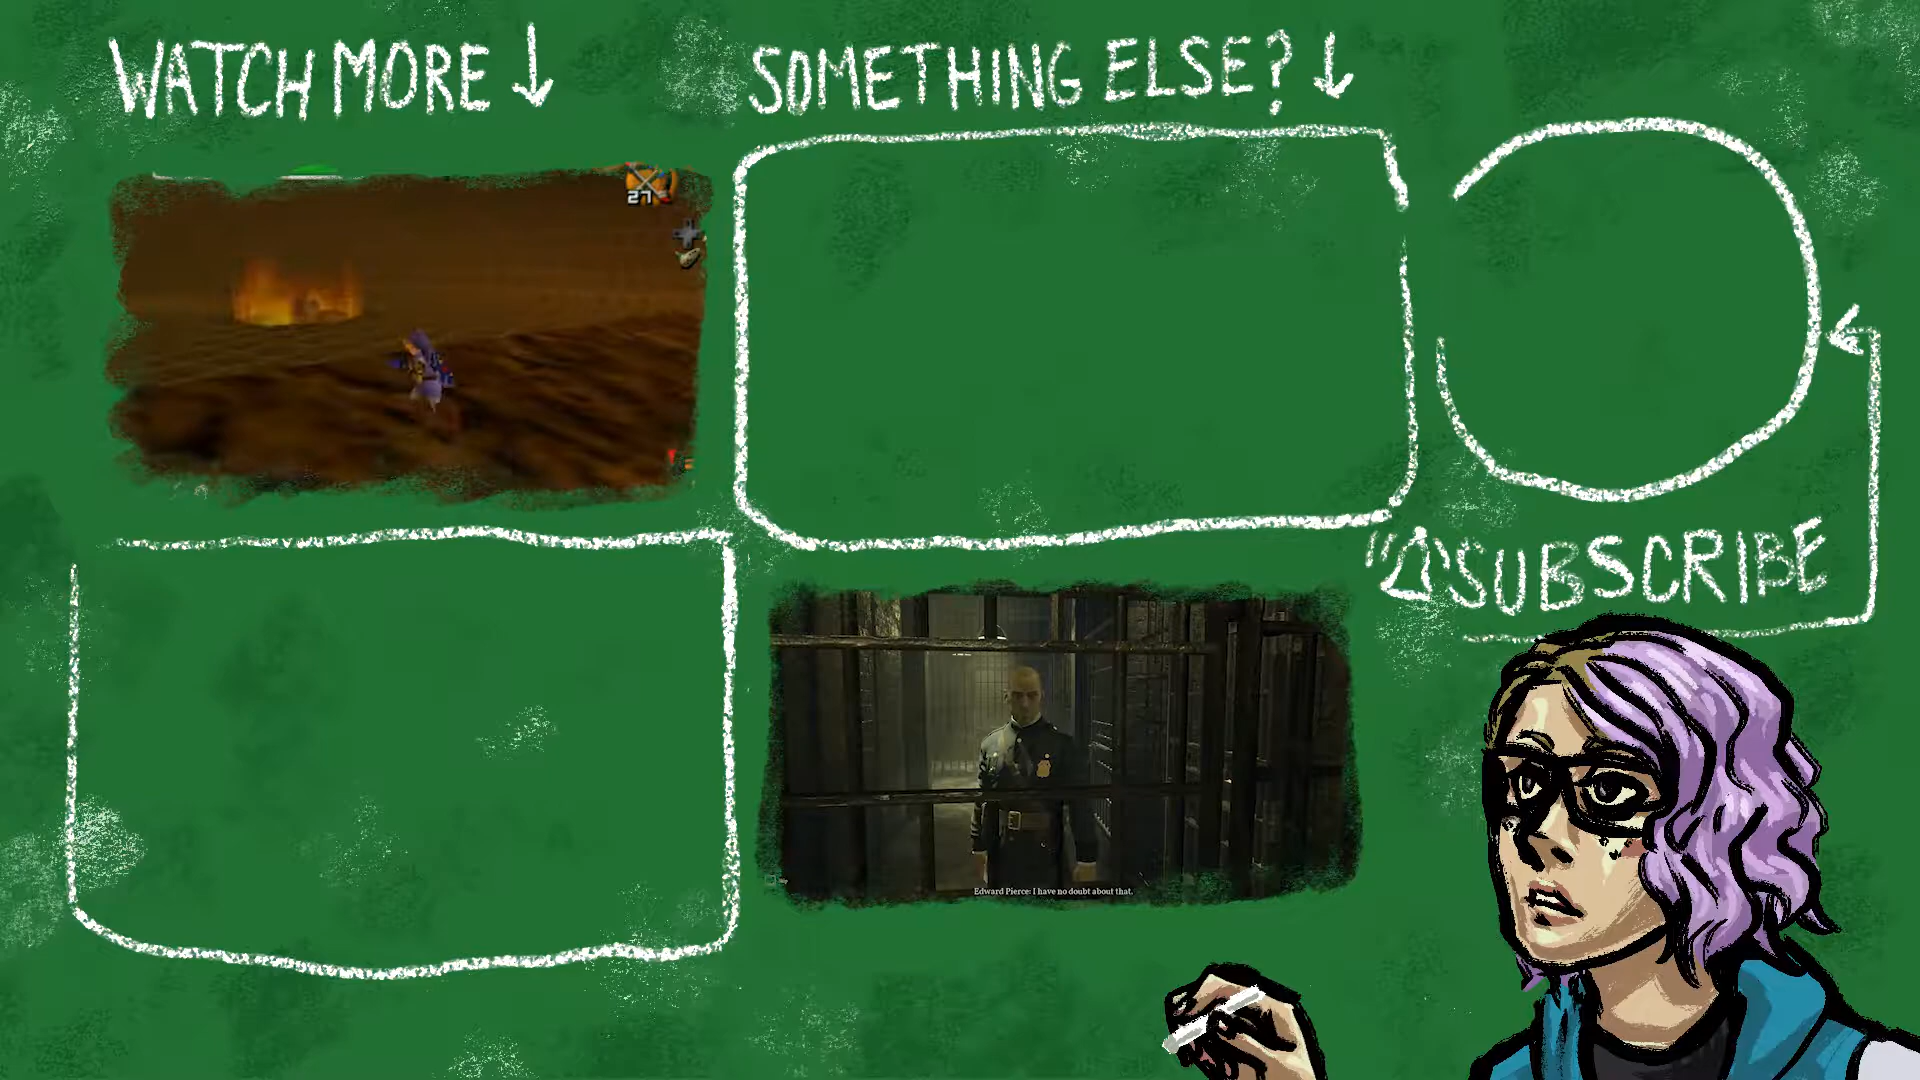 WATCH MORE ↓
SOMETHING ELSE? ↓
27
SUBSCRIBE
Edward Pierce: I have no doubt about that.